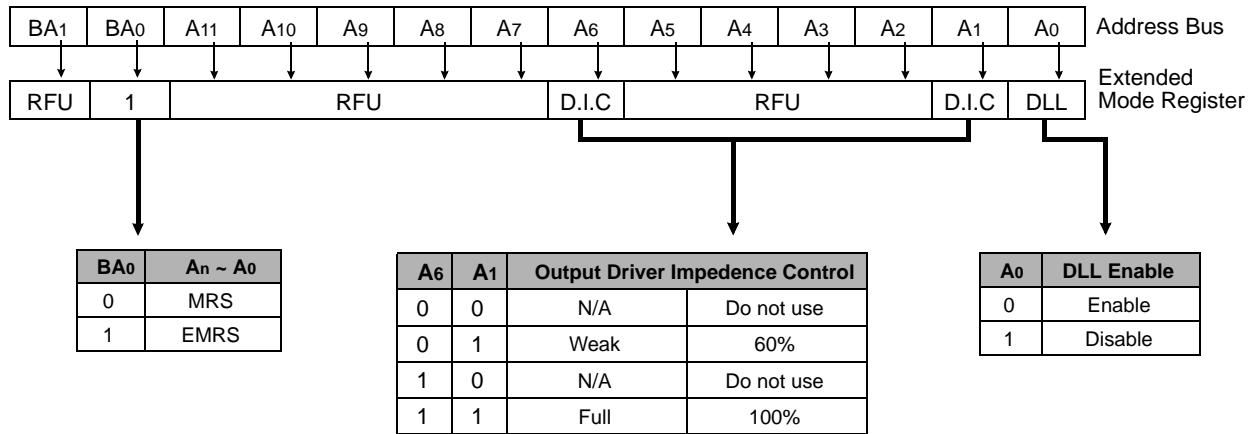 BA1 BA0 A11 A10 A9 A8 A7 A6 A5 A4 A3 A2 A1 A0 Address Bus
RFU 1 RFU D.I.C RFU D.I.C DLL Extended
Mode Register
BA0 An ~ A0
0 MRS
1 EMRS
A6 A1 Output Driver Impedence Control
0 0 N/A Do not use
0 1 Weak 60%
1 0 N/A Do not use
1 1 Full 100%
A0 DLL Enable
0 Enable
1 Disable